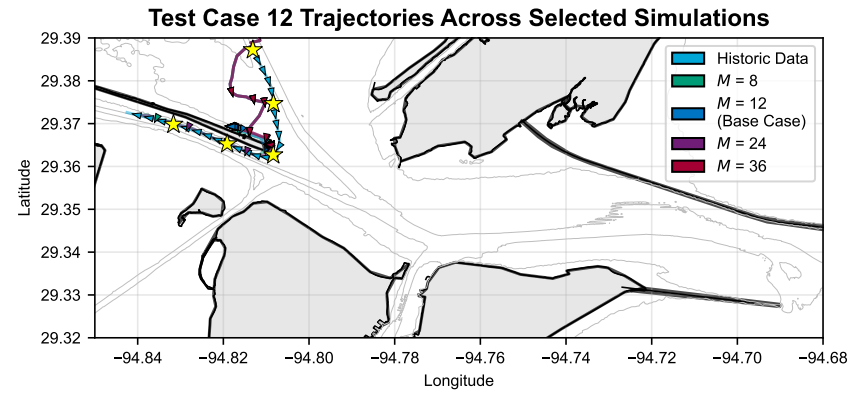 Test Case 12 Trajectories Across Selected Simulations
29.39
29.38
29.37
29.36
29.35
29.34
29.33
29.32
Latitude
Historic Data
M = 8
M = 12
(Base Case)
M = 24
M = 36
−94.84 −94.82 −94.80 −94.78 −94.76 −94.74 −94.72 −94.70 −94.68
Longitude